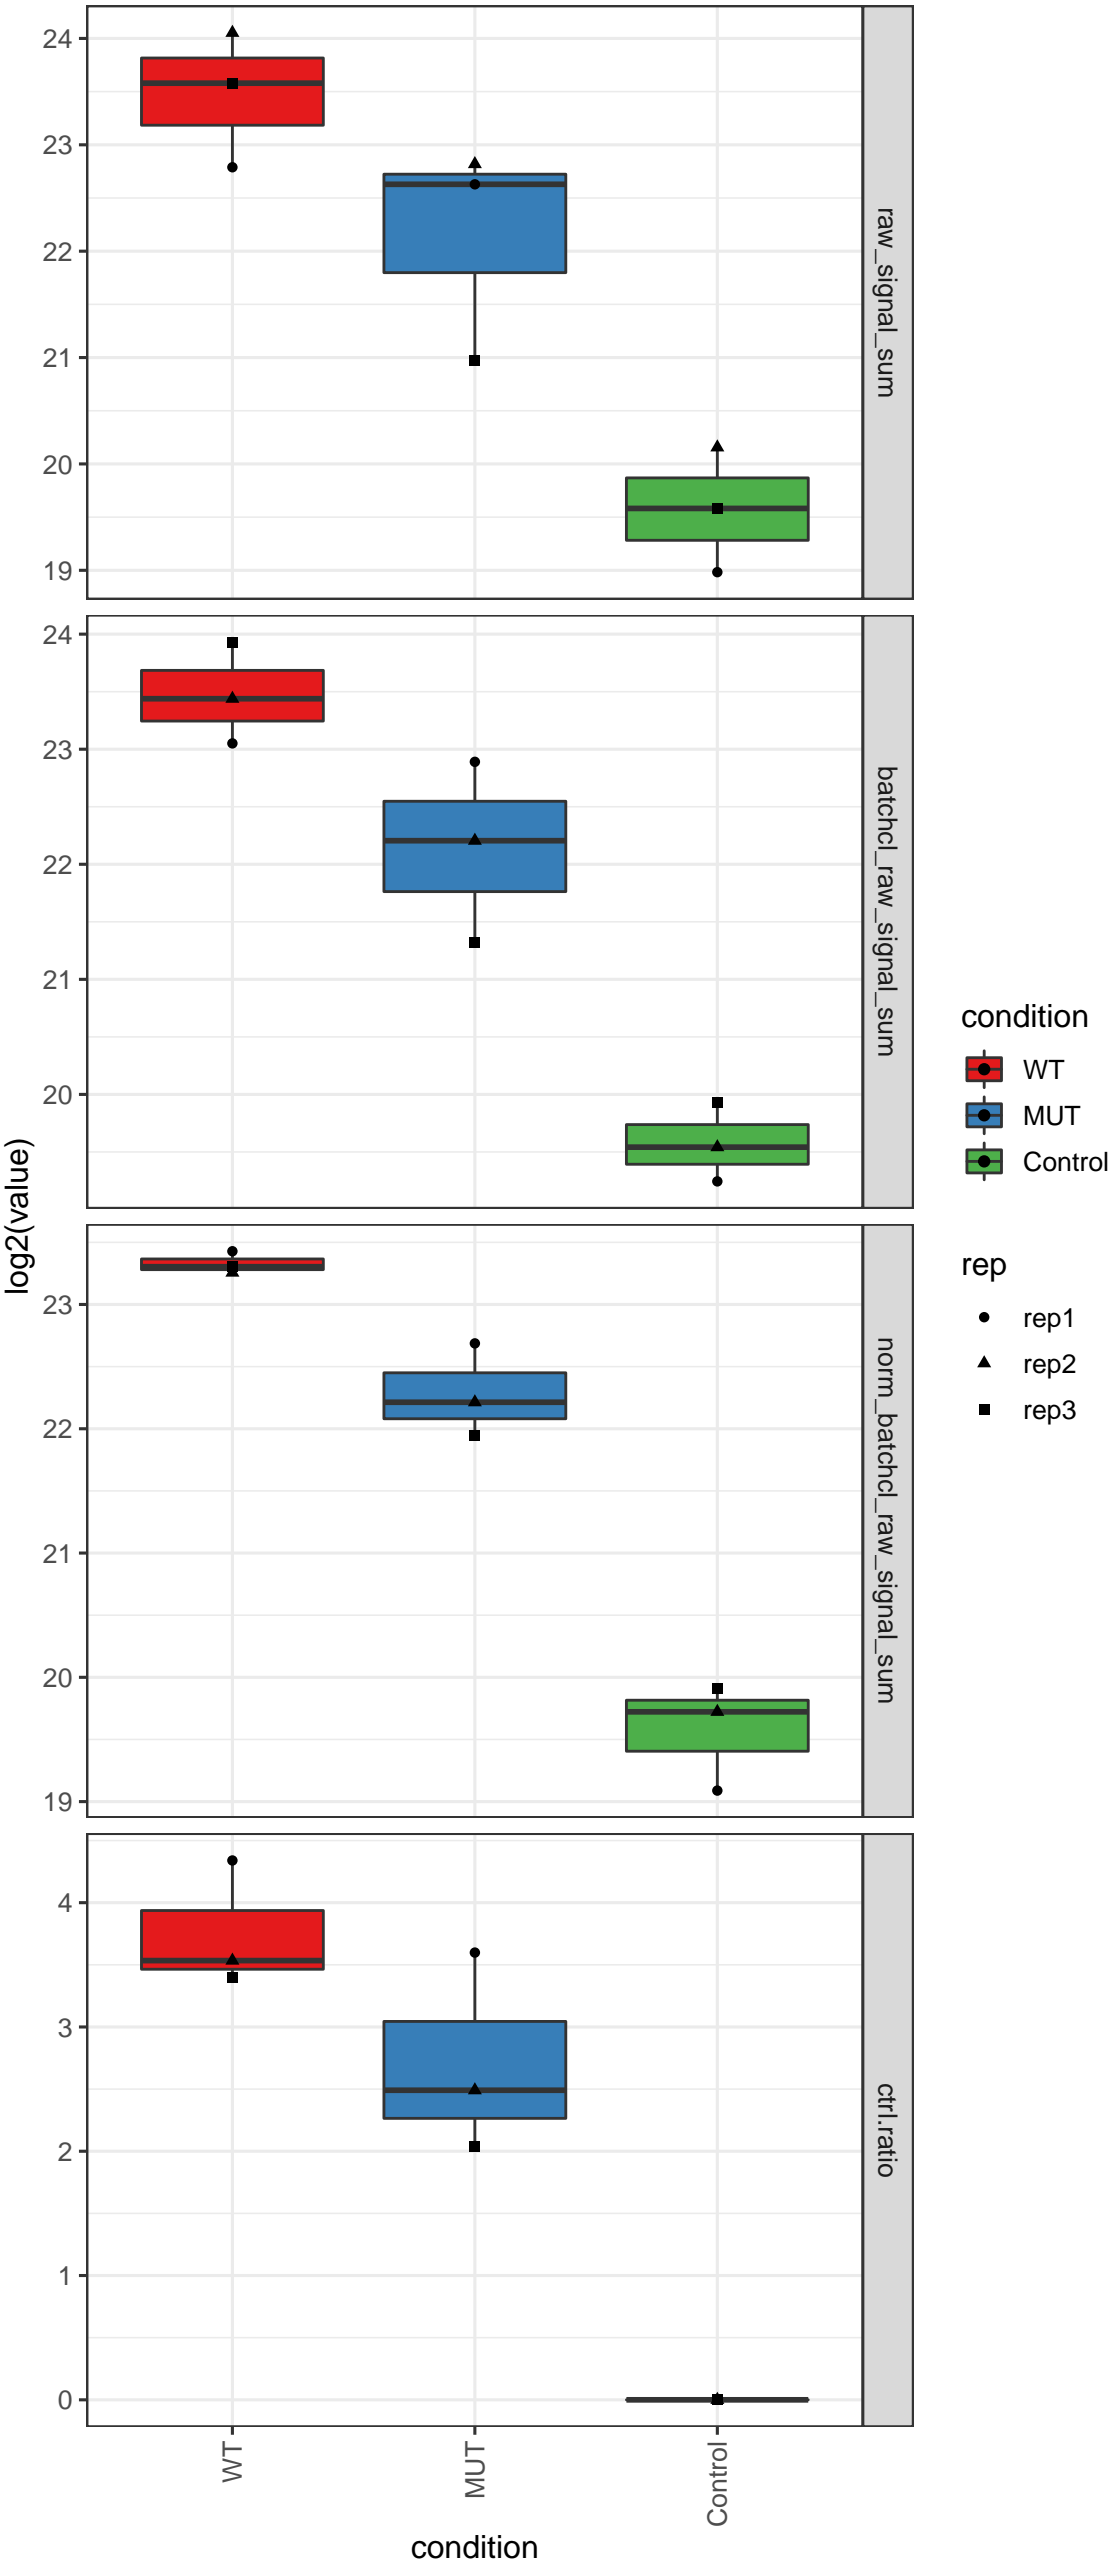 24
23
22
21
20
19
raw_signal_sum
24
23
22
21
20
batchcl_raw_signal_sum
23
22
21
20
19
norm_batchcl_raw_signal_sum
4
3
2
1
0
ctrl.ratio
log2(value)
WT
MUT
Control
condition
condition
WT
MUT
Control
rep
rep1
rep2
rep3